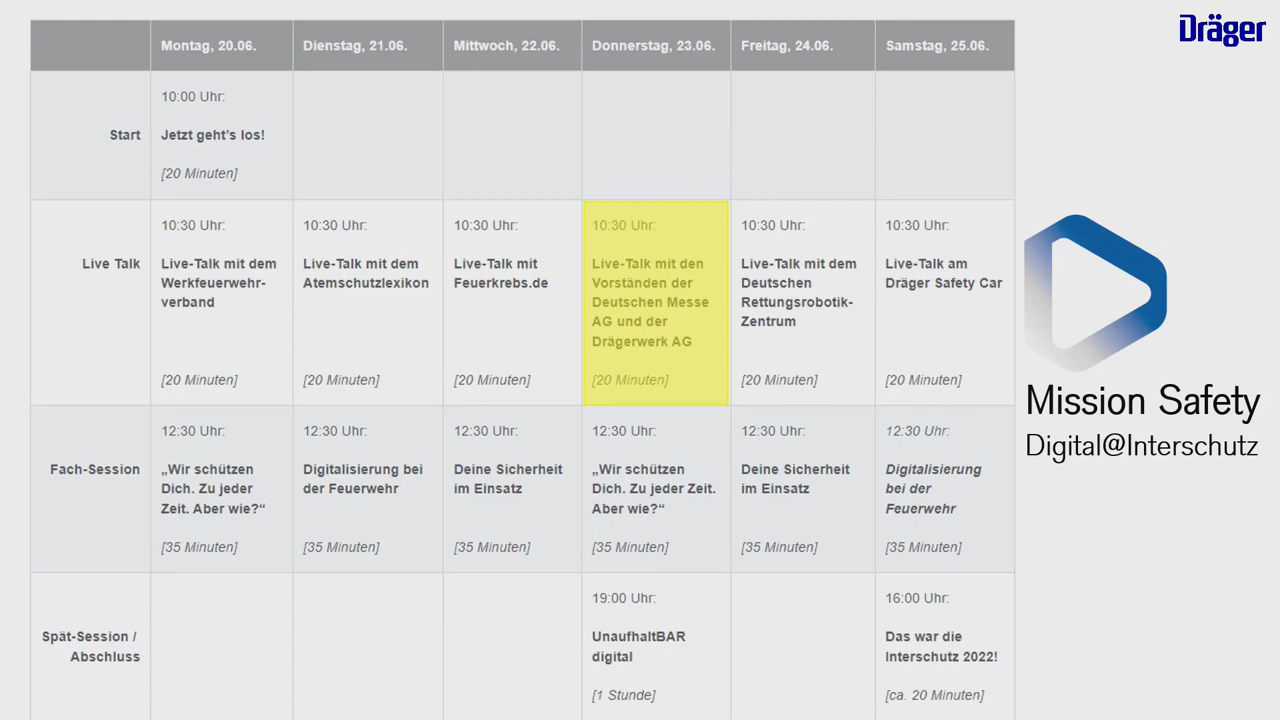 Dräger
Montag, 20.06.
Dienstag, 21.06.
Mittwoch, 22.06.
Donnerstag, 23.06.
Freitag, 24.06.
Samstag, 25.06.
Start
10:00 Uhr:
Jetzt geht's los!
[20 Minuten]
Live Talk
10:30 Uhr:
Live-Talk mit dem
Werkfeuerwehr-
verband
[20 Minuten]
10:30 Uhr:
Live-Talk mit dem
Atemschutzlexikon
[20 Minuten]
10:30 Uhr:
Live-Talk mit
Feuerkrebs.de
[20 Minuten]
10:30 Uhr:
Live-Talk mit den
Vorständen der
Deutschen Messe
AG und der
Drägerwerk AG
[20 Minuten]
10:30 Uhr:
Live-Talk mit dem
Deutschen
Rettungsrobotik-
Zentrum
[20 Minuten]
10:30 Uhr:
Live-Talk am
Dräger Safety Car
[20 Minuten]
Fach-Session
12:30 Uhr:
„Wir schützen
Dich. Zu jeder
Zeit. Aber wie?“
[35 Minuten]
12:30 Uhr:
Digitalisierung bei
der Feuerwehr
[35 Minuten]
12:30 Uhr:
Deine Sicherheit
im Einsatz
[35 Minuten]
12:30 Uhr:
„Wir schützen
Dich. Zu jeder Zeit.
Aber wie?“
[35 Minuten]
12:30 Uhr:
Deine Sicherheit
im Einsatz
[35 Minuten]
12:30 Uhr:
Digitalisierung
bei der
Feuerwehr
[35 Minuten]
Spät-Session /
Abschluss
19:00 Uhr:
UnaufhaltBAR
digital
[1 Stunde]
16:00 Uhr:
Das war die
Interschutz 2022!
[ca. 20 Minuten]
Mission Safety
Digital@Interschutz